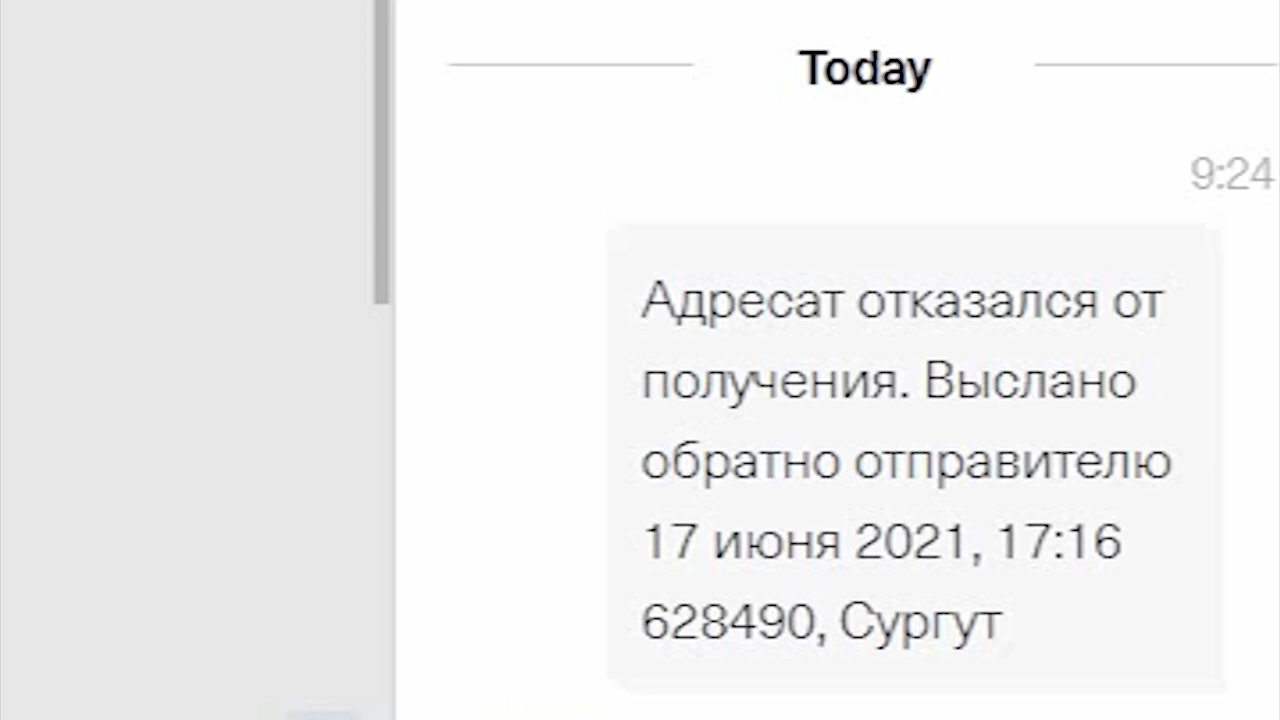 Today
9:24
Адресат отказался от
получения. Выслано
обратно отправителю
17 июня 2021, 17:16
628490, Сургут